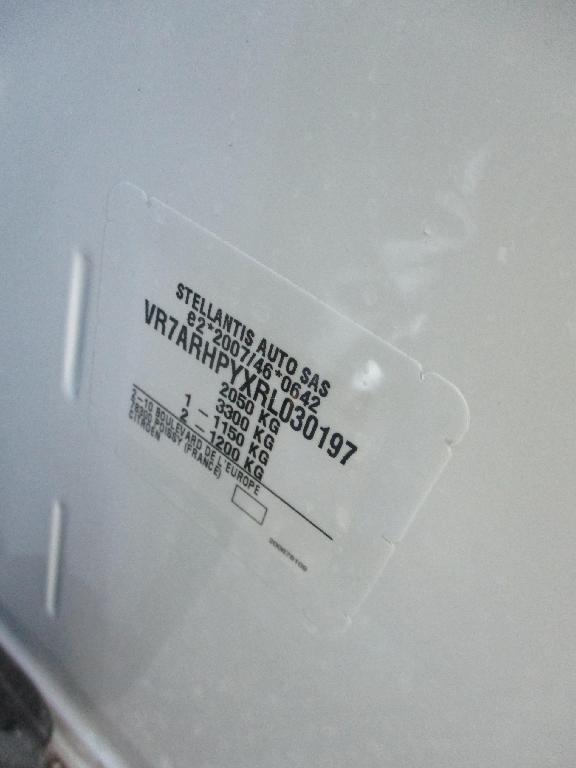 STELLANTIS AUTO SAS
e2*2007/46*0642
VR7ARHPYXRL030197
2050 KG
3300 KG
1 - 1150 KG
2 - 1200 KG
2-10 BOULEVARD DE L'EUROPE
78300 POISSY (FRANCE)
CITROEN